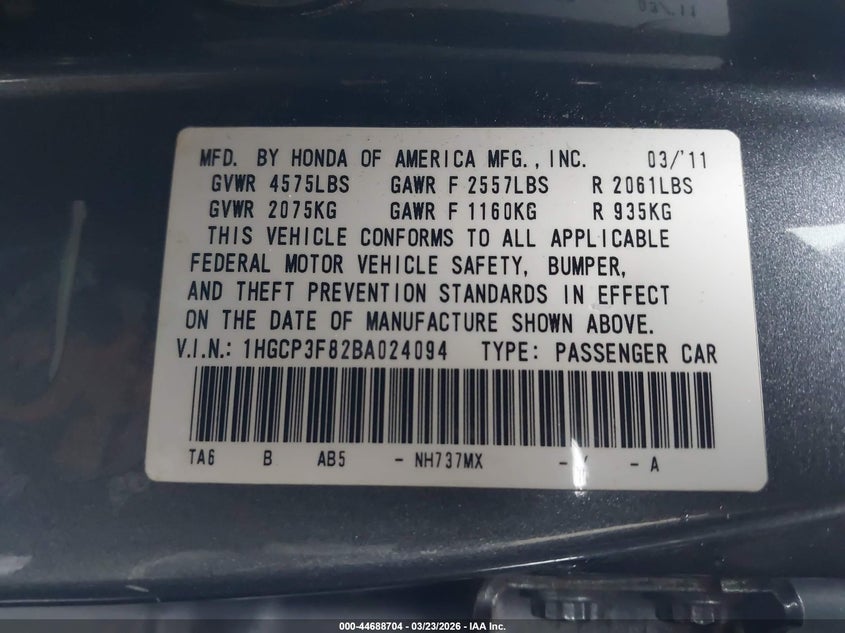 03/'11
MFD. BY HONDA OF AMERICA MFG., INC. 03/'11
GVWR 4575LBS GAWR F 2557LBS R 2061LBS
GVWR 2075KG GAWR F 1160KG R 935KG
THIS VEHICLE CONFORMS TO ALL APPLICABLE
FEDERAL MOTOR VEHICLE SAFETY, BUMPER,
AND THEFT PREVENTION STANDARDS IN EFFECT
ON THE DATE OF MANUFACTURE SHOWN ABOVE.
V.I.N.: 1HGCP3F82BA024094 TYPE: PASSENGER CAR
TA6 B AB5 - NH737MX - Y - A
000-44688704 - 03/23/2026 - IAA Inc.